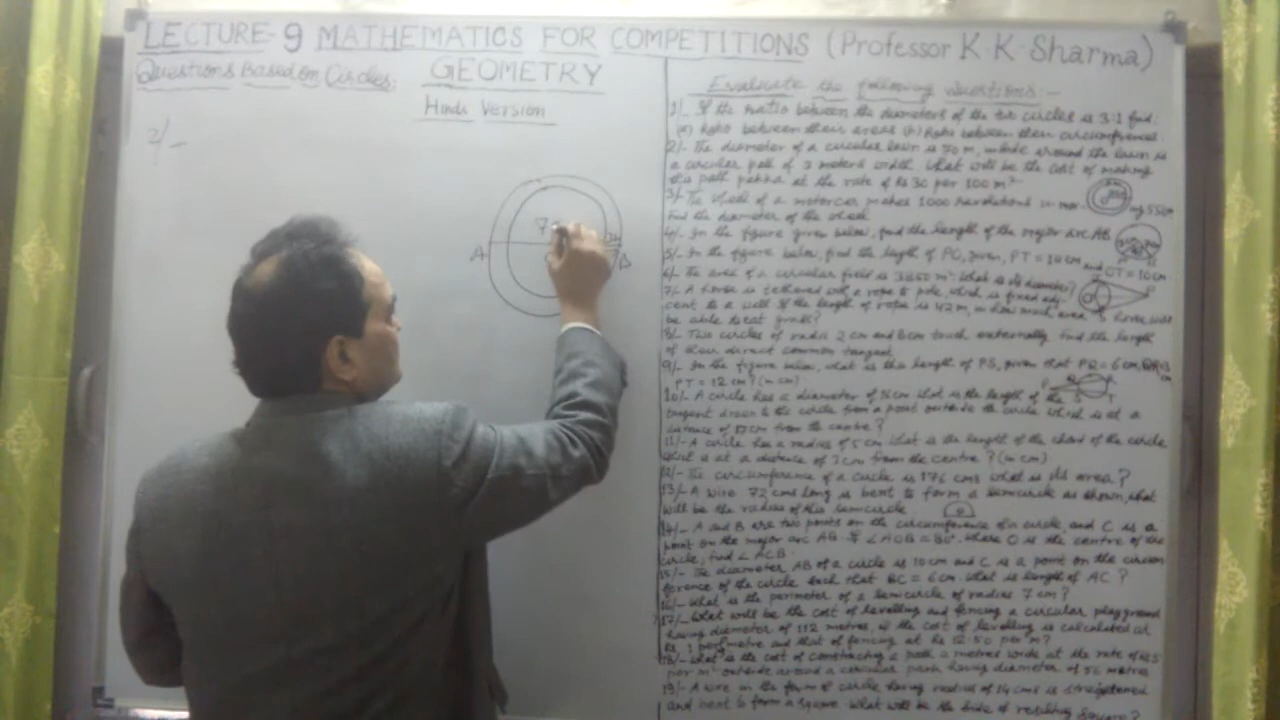 LECTURE-9 MATHEMATICS FOR COMPETITIONS (Professor K.K. Sharma)
Questions Based on Circles:
GEOMETRY
Hindi Version
2/-
A
B
7
Evaluate the following questions:-
1/- If the ratio between the diameters of the two circles is 3:1 find:
(a) Ratio between their areas (b) Ratio between their circumferences.
2/- The diameter of a circular lawn is 70 m, outside around the lawn is
a circular path of 3 meters width. What will be the cost of making
this path pakka at the rate of Rs 30 per 100 m²
3/- The wheel of a motorcar makes 1000 revolutions in
find the diameter of the wheel
4/- In the figure given below, find the length of the major arc AB
5/- In the figure below, find the length of PO, given, PT = 14 cm and OT = 10 cm
6/- The area of a circular field is 3850 m². What is its diameter?
7/- A horse is tethered with a rope to pole, which is fixed adja-
cent to a wall. If the length of rope is 42 m, in how much area horse will
be able to eat grass?
8/- Two circles of radii 2 cm and 8 cm touch externally find the length
of their direct common tangent.
9/- In the figure below, what is the length of PS, given that PQ = 6 cm,
PT = 12 cm? (in cm)
10/- A circle has a diameter of 16 cm what is the length of the
tangent drawn to the circle from a point outside the circle which is at a
distance of 17 cm from the centre?
11/- A circle has a radius of 5 cm. What is the length of the chord of the circle
which is at a distance of 3 cm from the centre? (in cm)
12/- The circumference of a circle is 176 cms what is its area?
13/- A wire 72 cms long is bent to form a semicircle as shown, what
will be the radius of this semicircle
14/- A and B are two points on the circumference of a circle, and C is a
point on the major arc AB. If ∠AOB = 80°. Where O is the centre of the
circle, find ∠ACB.
15/- The diameter AB of a circle is 10 cm and C is a point on the circum
ference of the circle such that BC = 6 cm. What is length of AC?
16/- What is the perimeter of a semicircle of radius 7 cm?
17/- What will be the cost of levelling and fencing a circular playground
having diameter of 112 metres, if the cost of levelling is calculated at
Rs. 1 per metre and that of fencing at Rs 12.50 per m?
18/- What is the cost of constructing a path 2 metres wide at the rate of Rs 5
per m² outside around a circular park having diameter of 56 metres
19/- A wire in the form of circle having radius of 14 cms is straightened
and bent to form a square. What will be the side of resulting square?